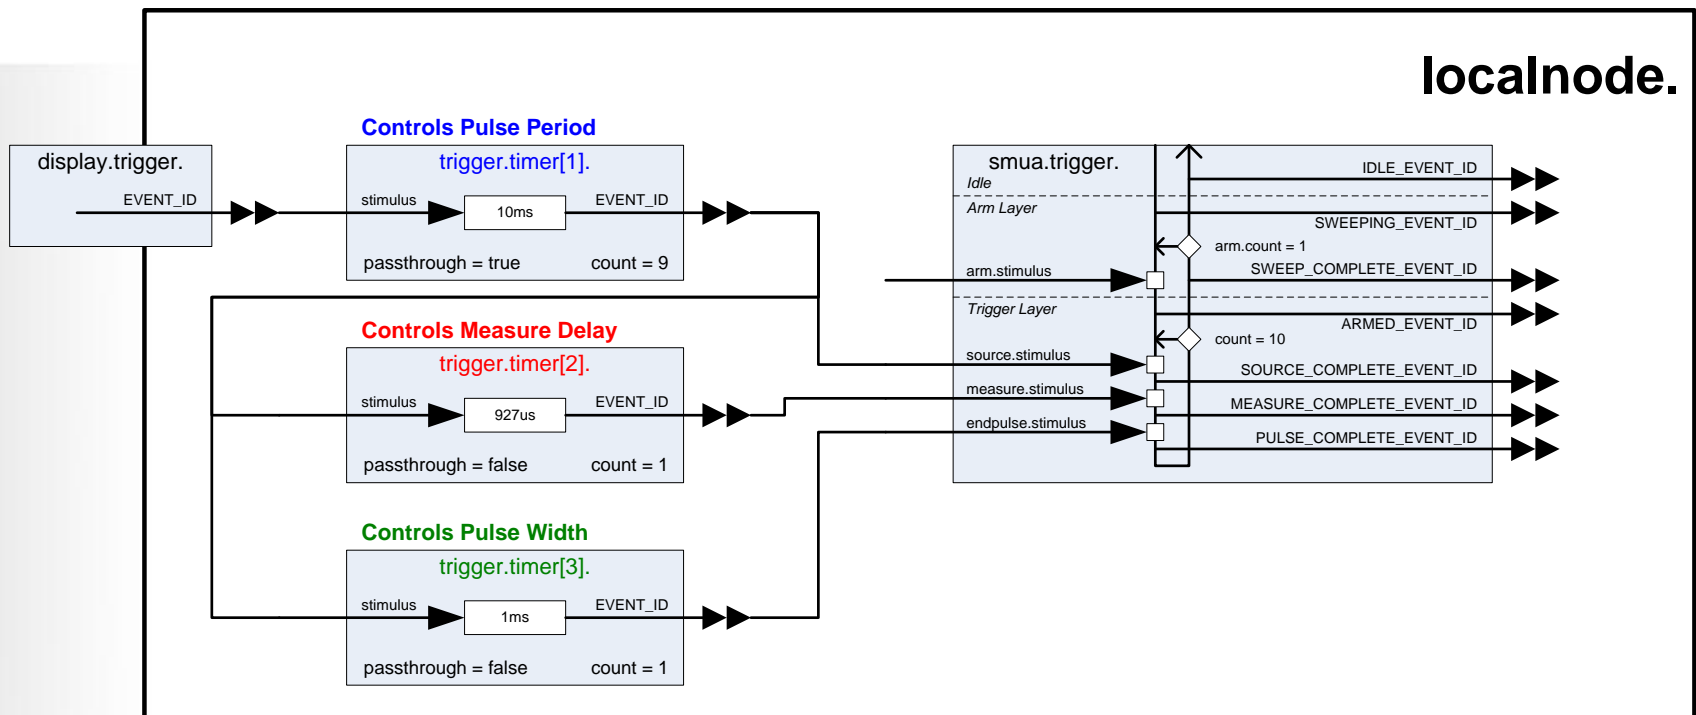 localnode.
display.trigger.
EVENT_ID
Controls Pulse Period
trigger.timer[1].
stimulus
10ms
EVENT_ID
passthrough = true
count = 9
Controls Measure Delay
trigger.timer[2].
stimulus
927us
EVENT_ID
passthrough = false
count = 1
Controls Pulse Width
trigger.timer[3].
stimulus
1ms
EVENT_ID
passthrough = false
count = 1
smua.trigger.
Idle
IDLE_EVENT_ID
Arm Layer
SWEEPING_EVENT_ID
arm.count = 1
arm.stimulus
SWEEP_COMPLETE_EVENT_ID
Trigger Layer
ARMED_EVENT_ID
count = 10
source.stimulus
SOURCE_COMPLETE_EVENT_ID
measure.stimulus
MEASURE_COMPLETE_EVENT_ID
endpulse.stimulus
PULSE_COMPLETE_EVENT_ID